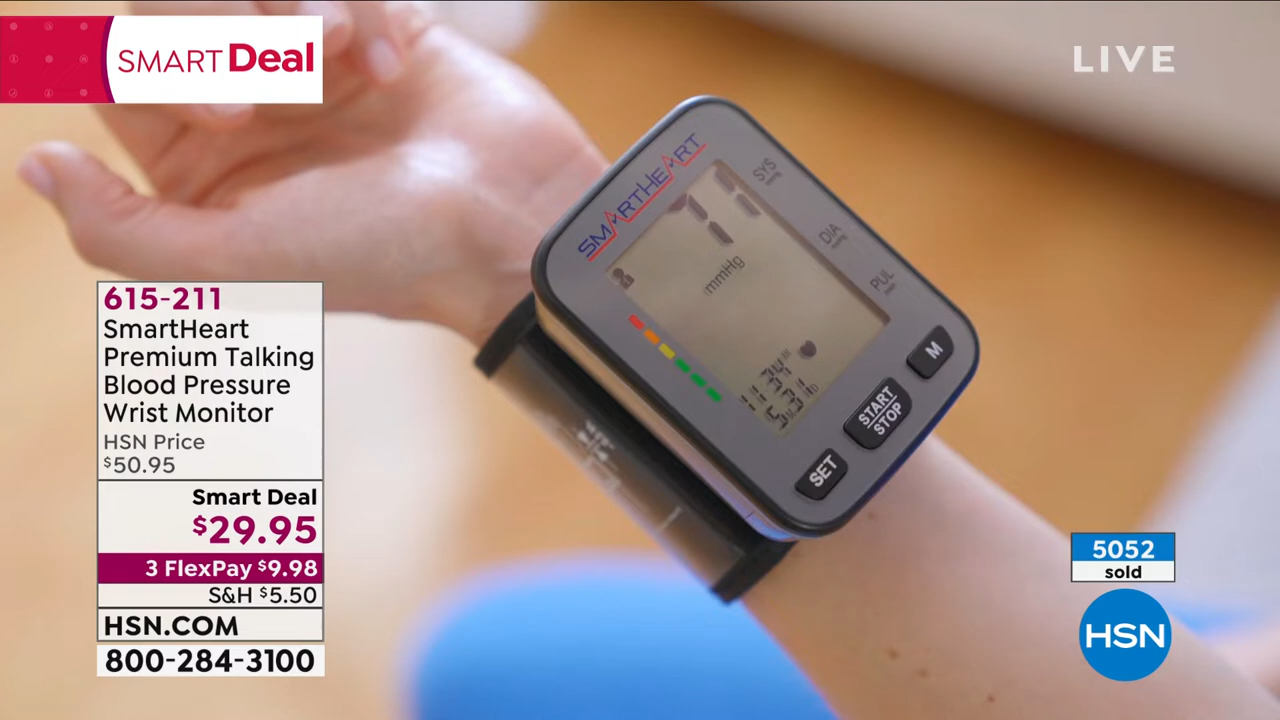 SMART Deal
LIVE
SMARTHEART
SYS
mmHg
DIA
mmHg
PUL
mmHg
M
START
STOP
SET
615-211
SmartHeart
Premium Talking
Blood Pressure
Wrist Monitor
HSN Price
$50.95
Smart Deal
$29.95
3 FlexPay $9.98
S&H $5.50
HSN.COM
800-284-3100
5052
sold
HSN